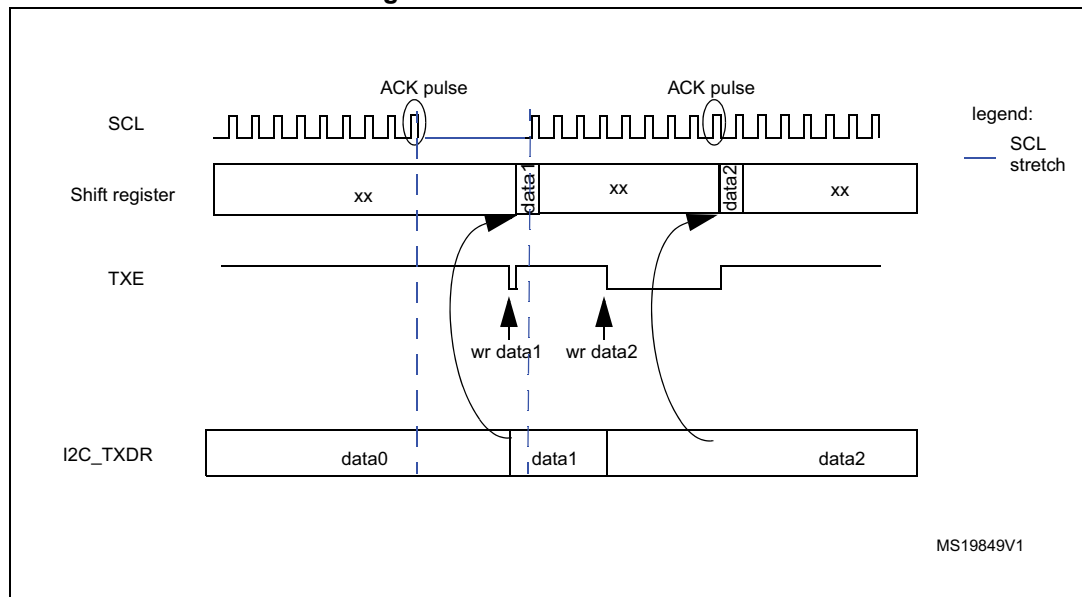 ACK pulse ACK pulse
SCL
legend:
SCL
stretch
Shift register
xx
data1
xx
data2
xx
TXE
wr data1 wr data2
I2C_TXDR
data0
data1
data2
MS19849V1